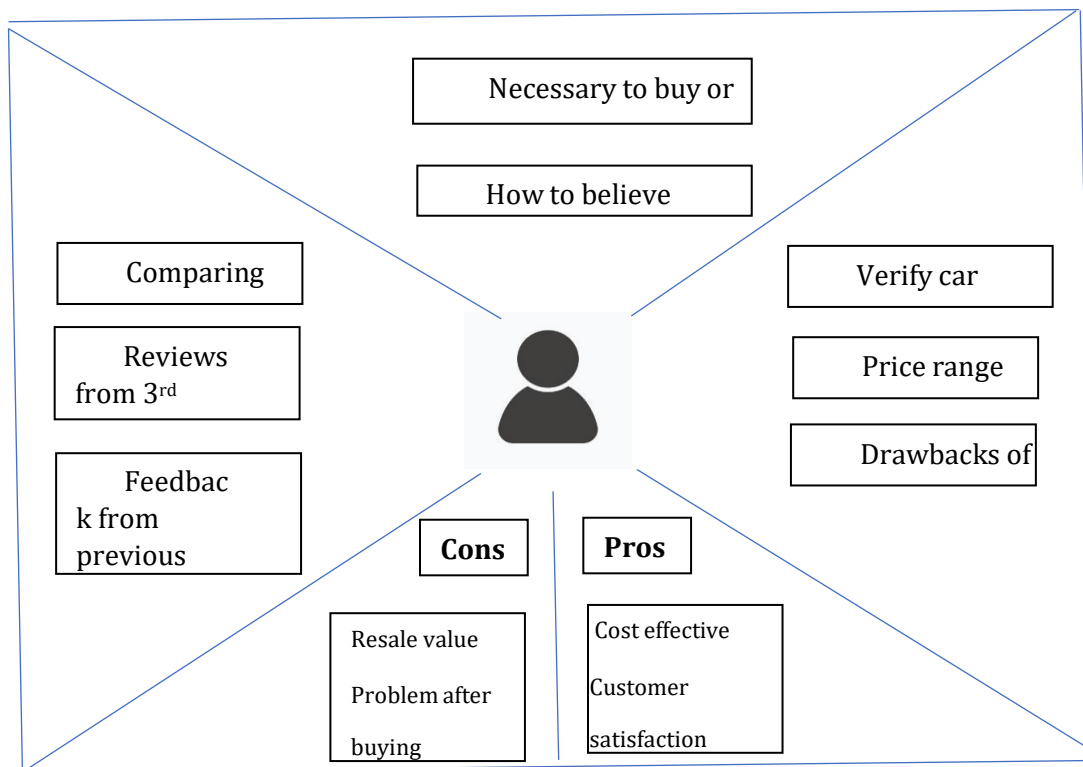 Necessary to buy or
How to believe
Comparing
Reviews
from 3rd
Feedbac
k from
previous
Verify car
Price range
Drawbacks of
Cons
Resale value
Problem after
buying
Pros
Cost effective
Customer
satisfaction